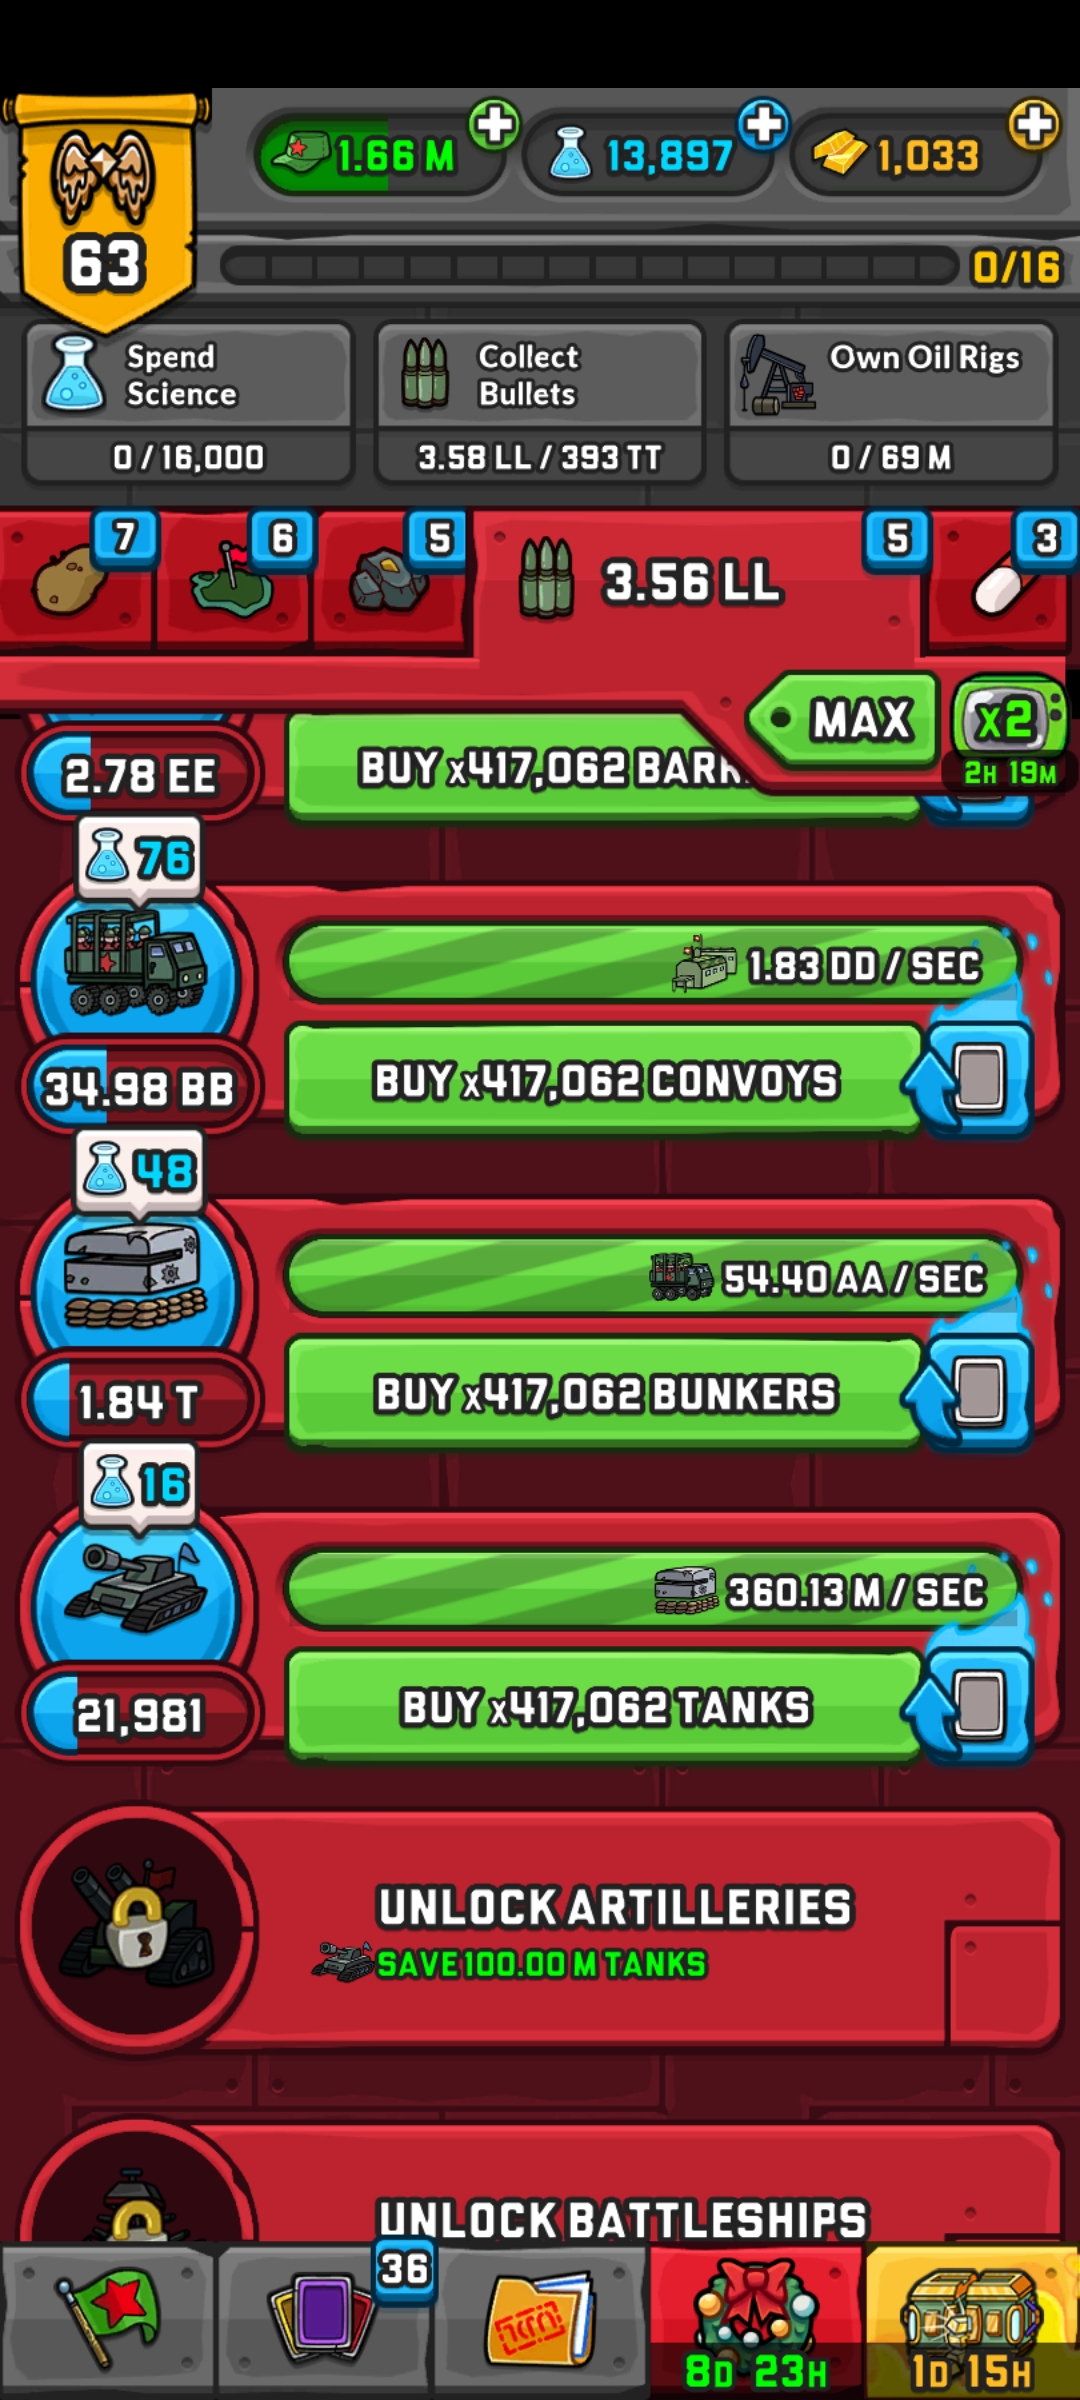 1.66 M
13,897
1,033
63
0/16
Spend
Science
0 / 16,000
Collect
Bullets
3.58 LL / 393 TT
Own Oil Rigs
0 / 69 M
7
6
5
3.56 LL
5
3
MAX
x2
2H 19M
2.78 EE
BUY x417,062 BARR.
76
1.83 DD / SEC
34.98 BB
BUY x417,062 CONVOYS
48
54.40 AA / SEC
1.84 T
BUY x417,062 BUNKERS
16
360.13 M / SEC
21,981
BUY x417,062 TANKS
UNLOCK ARTILLERIES
SAVE 100.00 M TANKS
UNLOCK BATTLESHIPS
36
8D 23H
1D 15H